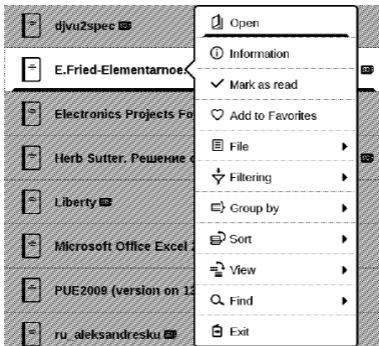 djvu2spec
E.Fried-Elementarnoe.
Electronics Projects Fo
Herb Sutter. Решение
Liberty
Microsoft Office Excel
PUE2009 (version on 13
ru_aleksandresku
Open
Information
Mark as read
Add to Favorites
File
Filtering
Group by
Sort
View
Find
Exit